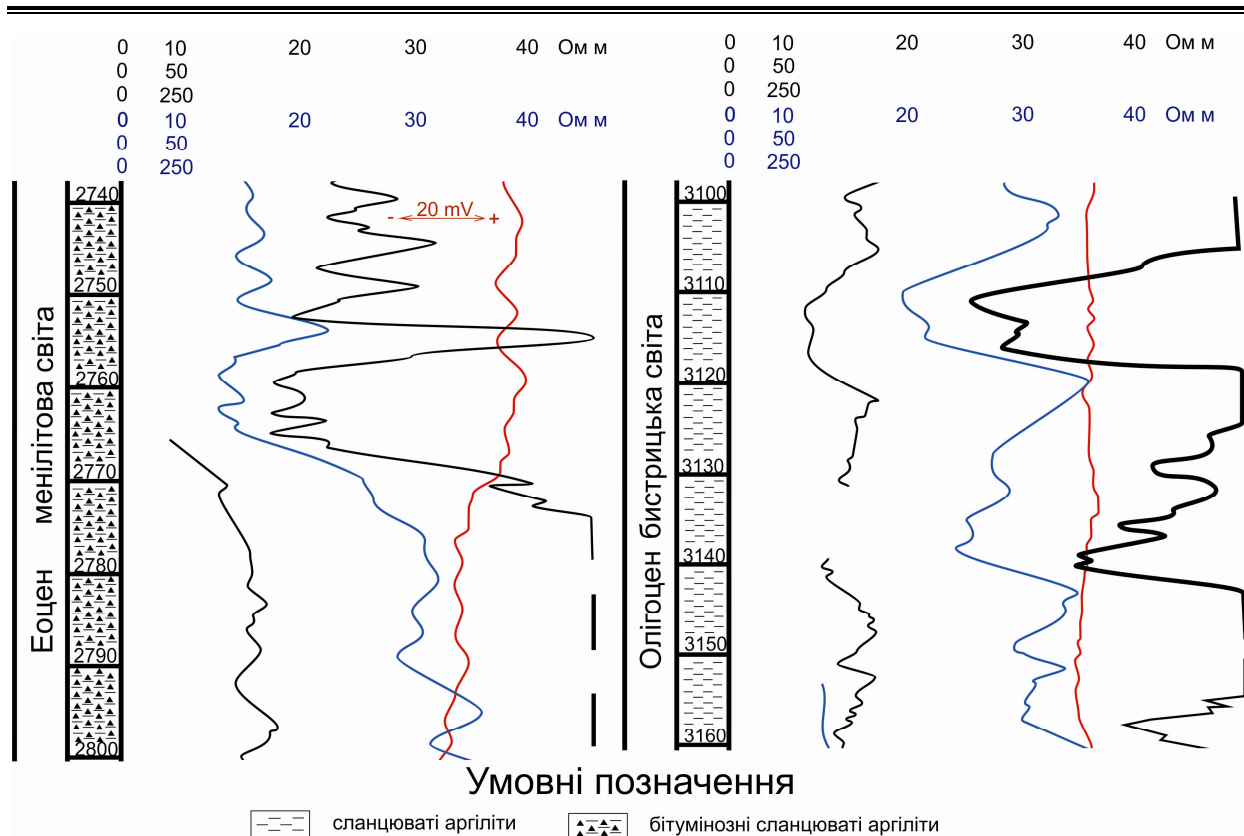 0 10 20 30 40 Ом м
0 50
0 250
0 10 20 30 40 Ом м
0 50
0 250
0 10 20 30 40 Ом м
0 50
0 250
0 10 20 30 40 Ом м
0 50
0 250
Еоцен менілітова світа
2740
2750
2760
2770
2780
2790
2800
- 20 mV +
Олігоцен бистрицька світа
3100
3110
3120
3130
3140
3150
3160
Умовні позначення
сланцюваті аргіліти
бітумінозні сланцюваті аргіліти